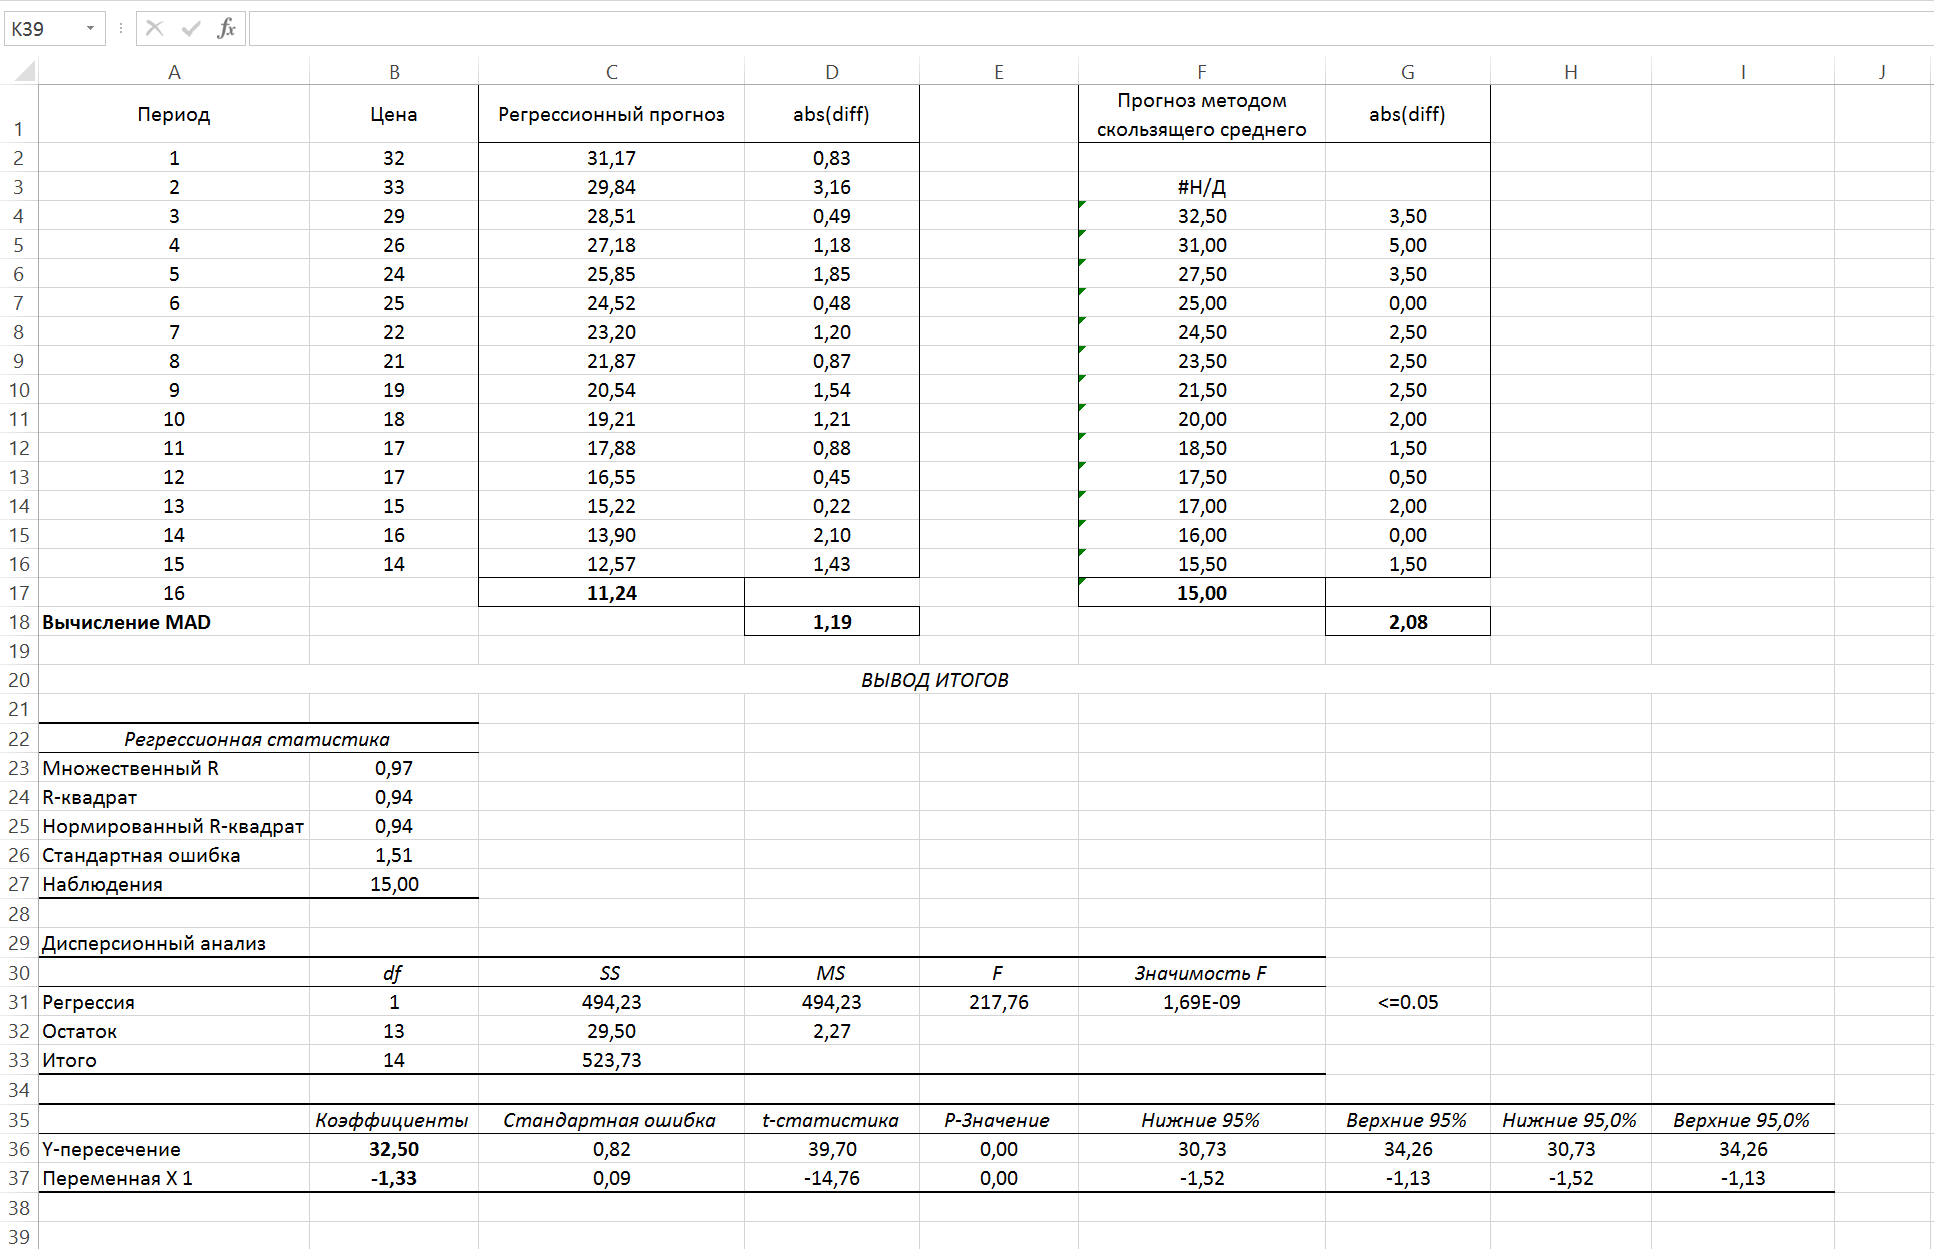 K39 fx
A B C D E F G H I J
1 Период Цена Регрессионный прогноз abs(diff) Прогноз методом скользящего среднего abs(diff)
2 1 32 31,17 0,83
3 2 33 29,84 3,16 #Н/Д
4 3 29 28,51 0,49 32,50 3,50
5 4 26 27,18 1,18 31,00 5,00
6 5 24 25,85 1,85 27,50 3,50
7 6 25 24,52 0,48 25,00 0,00
8 7 22 23,20 1,20 24,50 2,50
9 8 21 21,87 0,87 23,50 2,50
10 9 19 20,54 1,54 21,50 2,50
11 10 18 19,21 1,21 20,00 2,00
12 11 17 17,88 0,88 18,50 1,50
13 12 17 16,55 0,45 17,50 0,50
14 13 15 15,22 0,22 17,00 2,00
15 14 16 13,90 2,10 16,00 0,00
16 15 14 12,57 1,43 15,50 1,50
17 16 11,24 15,00
18 Вычисление MAD 1,19 2,08
19
20 ВЫВОД ИТОГОВ
21
22 Регрессионная статистика
23 Множественный R 0,97
24 R-квадрат 0,94
25 Нормированный R-квадрат 0,94
26 Стандартная ошибка 1,51
27 Наблюдения 15,00
28
29 Дисперсионный анализ
30 df SS MS F Значимость F
31 Регрессия 1 494,23 494,23 217,76 1,69E-09 <=0.05
32 Остаток 13 29,50 2,27
33 Итого 14 523,73
34
35 Коэффициенты Стандартная ошибка t-статистика P-Значение Нижние 95% Верхние 95% Нижние 95,0% Верхние 95,0%
36 Y-пересечение 32,50 0,82 39,70 0,00 30,73 34,26 30,73 34,26
37 Переменная X 1 -1,33 0,09 -14,76 0,00 -1,52 -1,13 -1,52 -1,13
38
39